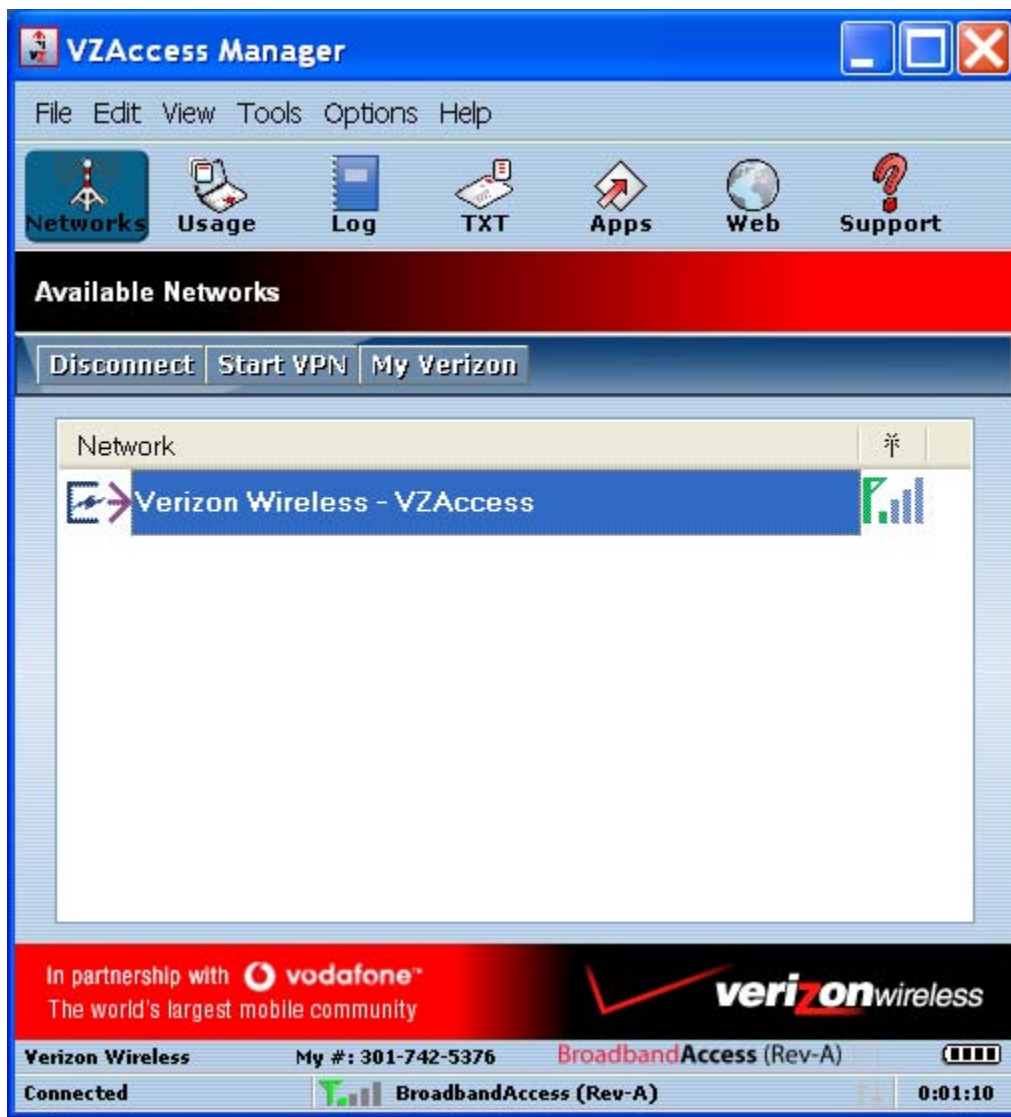 VZAccess Manager
File Edit View Tools Options Help
Networks Usage Log TXT Apps Web Support
Available Networks
Disconnect Start VPN My Verizon
Network
Verizon Wireless - VZAccess
In partnership with vodafone™
The world's largest mobile community
verizonwireless
Verizon Wireless My #: 301-742-5376 BroadbandAccess (Rev-A)
Connected BroadbandAccess (Rev-A) 0:01:10